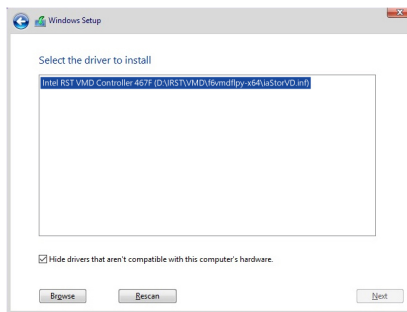 Windows Setup
Select the driver to install
Intel RST VMD Controller 467F (D:\IRST\VMD\f6vmdflpy-x64\iaStorVD.inf)
Hide drivers that aren't compatible with this computer's hardware.
Browse Rescan Next